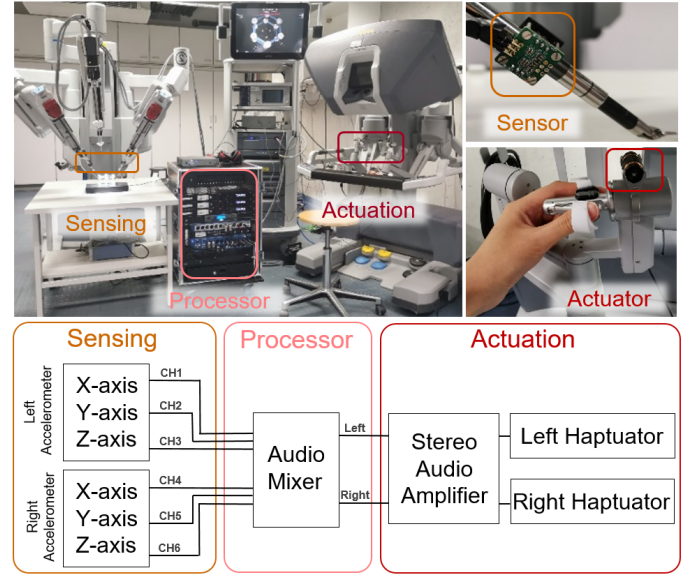 Sensing
Processor
Actuation
Sensor
Actuator
Sensing
Processor
Actuation
Left
Accelerometer
X-axis
Y-axis
Z-axis
CH1
CH2
CH3
Right
Accelerometer
X-axis
Y-axis
Z-axis
CH4
CH5
CH6
Audio
Mixer
Left
Right
Stereo
Audio
Amplifier
Left Haptuator
Right Haptuator